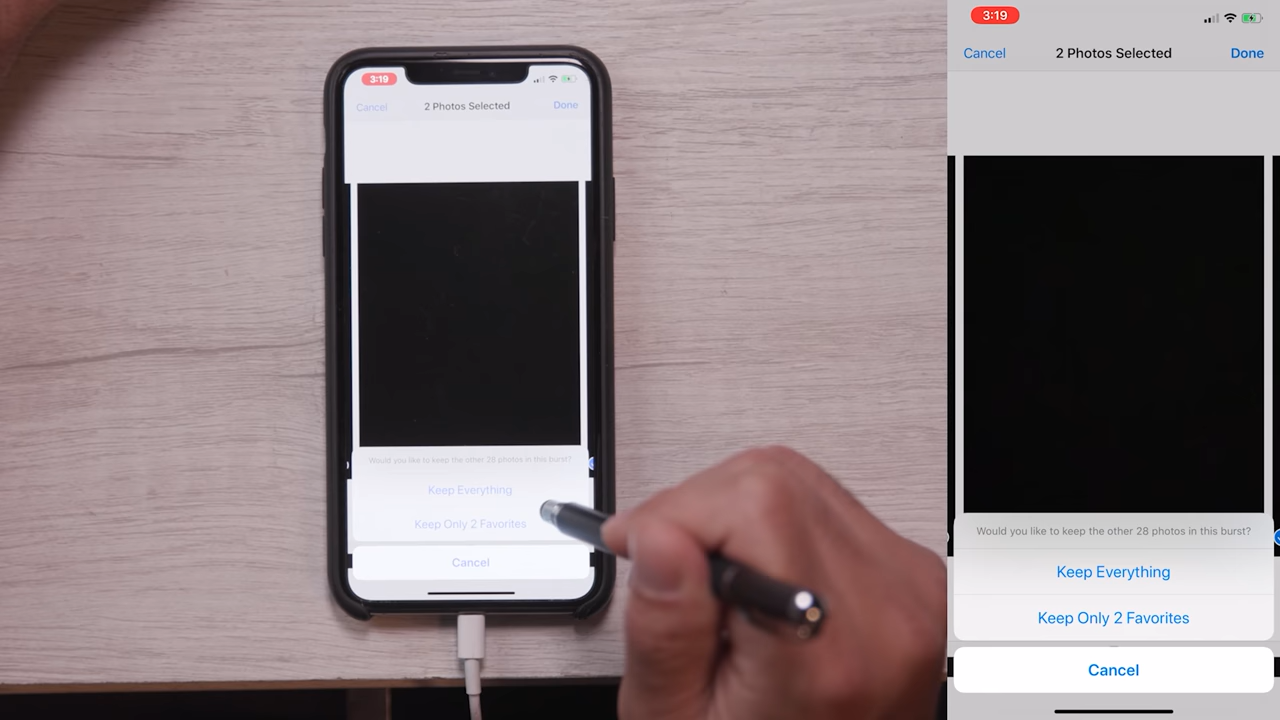 3:19
Cancel 2 Photos Selected Done
Would you like to keep the other 28 photos in this burst?
Keep Everything
Keep Only 2 Favorites
Cancel
3:19
Cancel 2 Photos Selected Done
Would you like to keep the other 28 photos in this burst?
Keep Everything
Keep Only 2 Favorites
Cancel